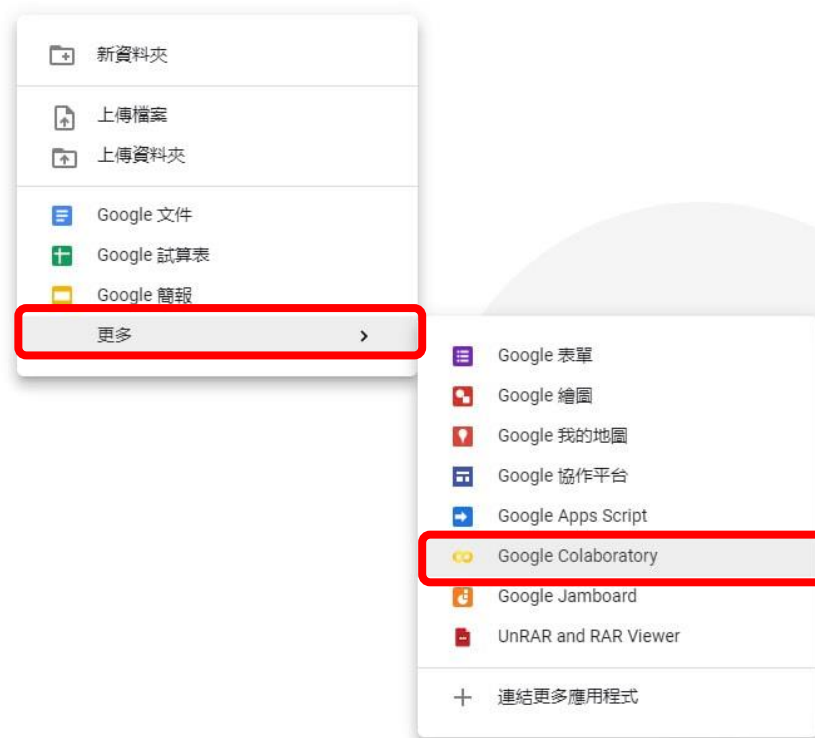 新資料夾
上傳檔案
上傳資料夾
Google 文件
Google 試算表
Google 簡報
更多
Google 表單
Google 繪圖
Google 我的地圖
Google 協作平台
Google Apps Script
Google Colaboratory
Google Jamboard
UnRAR and RAR Viewer
連結更多應用程式